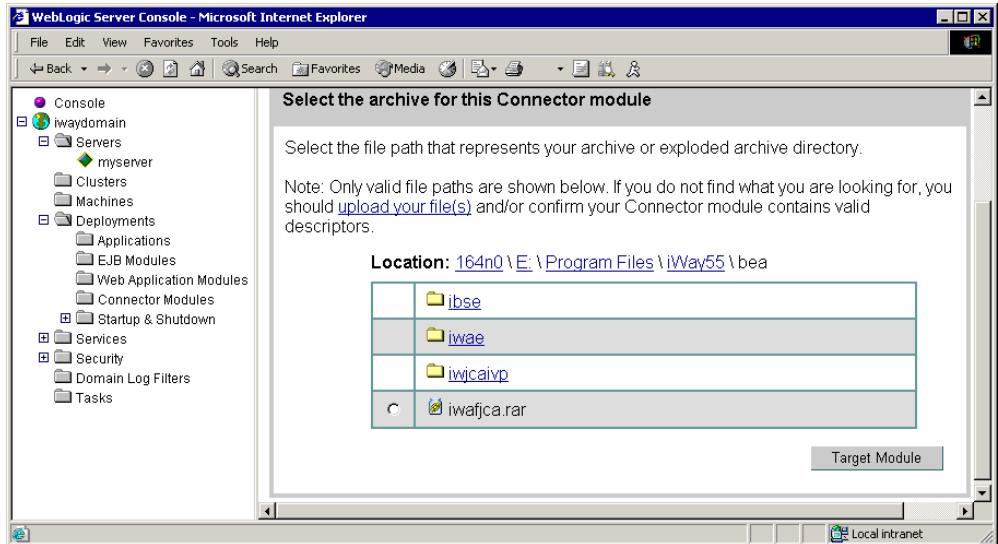 WebLogic Server Console - Microsoft Internet Explorer
File Edit View Favorites Tools Help
Back Search Favorites Media
Console
iwaydomain
Servers
myserver
Clusters
Machines
Deployments
Applications
EJB Modules
Web Application Modules
Connector Modules
Startup & Shutdown
Services
Security
Domain Log Filters
Tasks
Select the archive for this Connector module
Select the file path that represents your archive or exploded archive directory.
Note: Only valid file paths are shown below. If you do not find what you are looking for, you
should upload your file(s) and/or confirm your Connector module contains valid
descriptors.
Location: 164n0 \ E: \ Program Files \ iWay55 \ bea
ibse
iwae
iwjcaivp
iwafjca.rar
Target Module
Local intranet